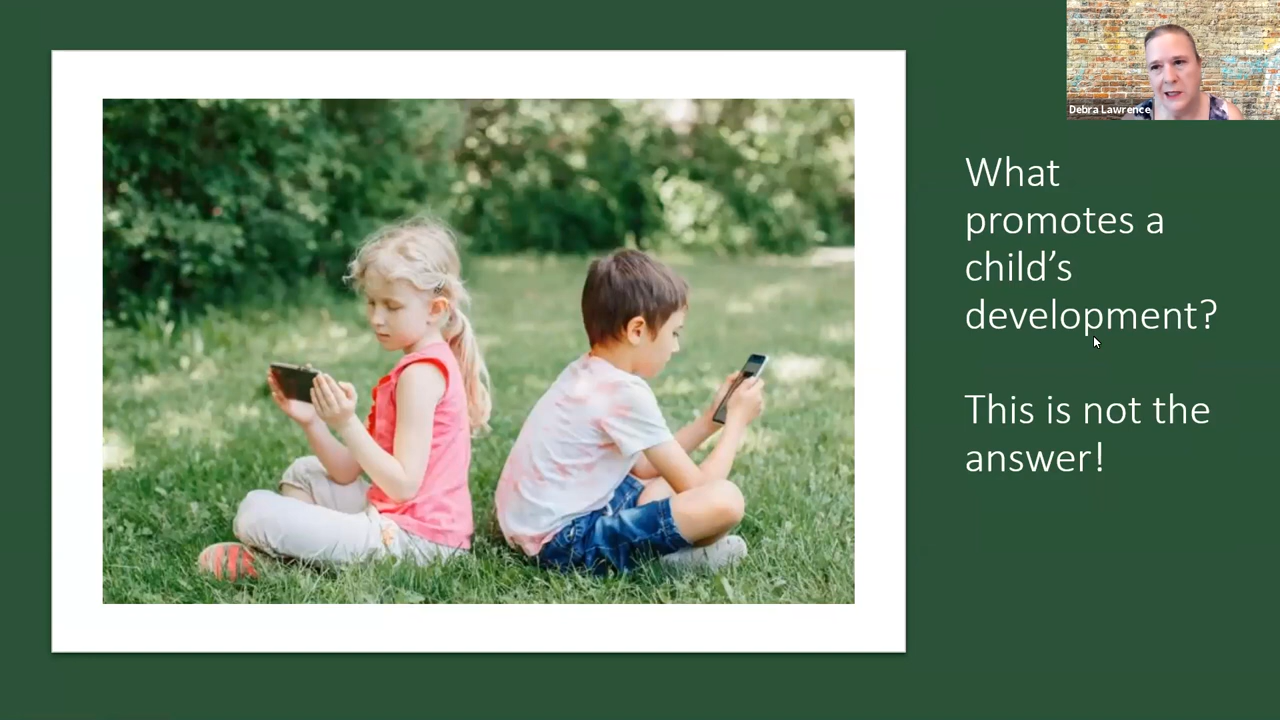 Debra Lawrence
What
promotes a
child’s
development?
This is not the
answer!